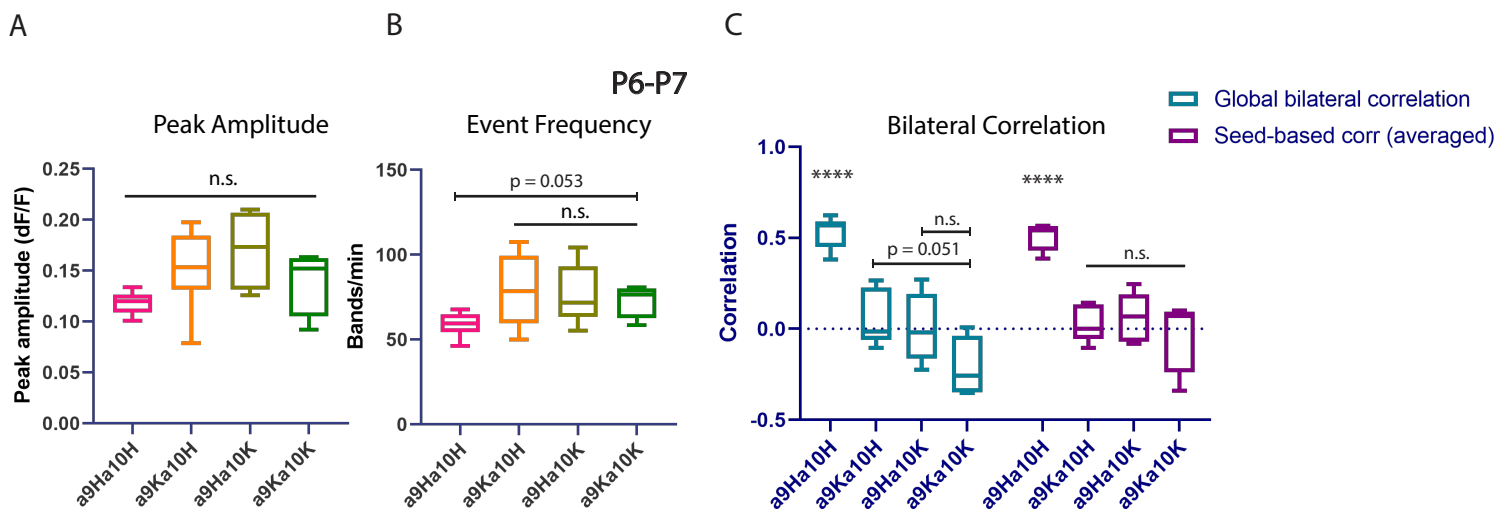 A
B
C
P6-P7
Global bilateral correlation
Seed-based corr (averaged)
Peak Amplitude
Event Frequency
Bilateral Correlation
Peak amplitude (dF/F)
0.25
0.20
0.15
0.10
0.05
0.00
n.s.
a9Ha10H
a9Ka10H
a9Ha10K
a9Ka10K
Bands/min
150
100
50
0
p = 0.053
n.s.
a9Ha10H
a9Ka10H
a9Ha10K
a9Ka10K
Correlation
1.0
0.5
0.0
-0.5
****
n.s.
p = 0.051
****
n.s.
a9Ha10H
a9Ka10H
a9Ha10K
a9Ka10K
a9Ha10H
a9Ka10H
a9Ha10K
a9Ka10K